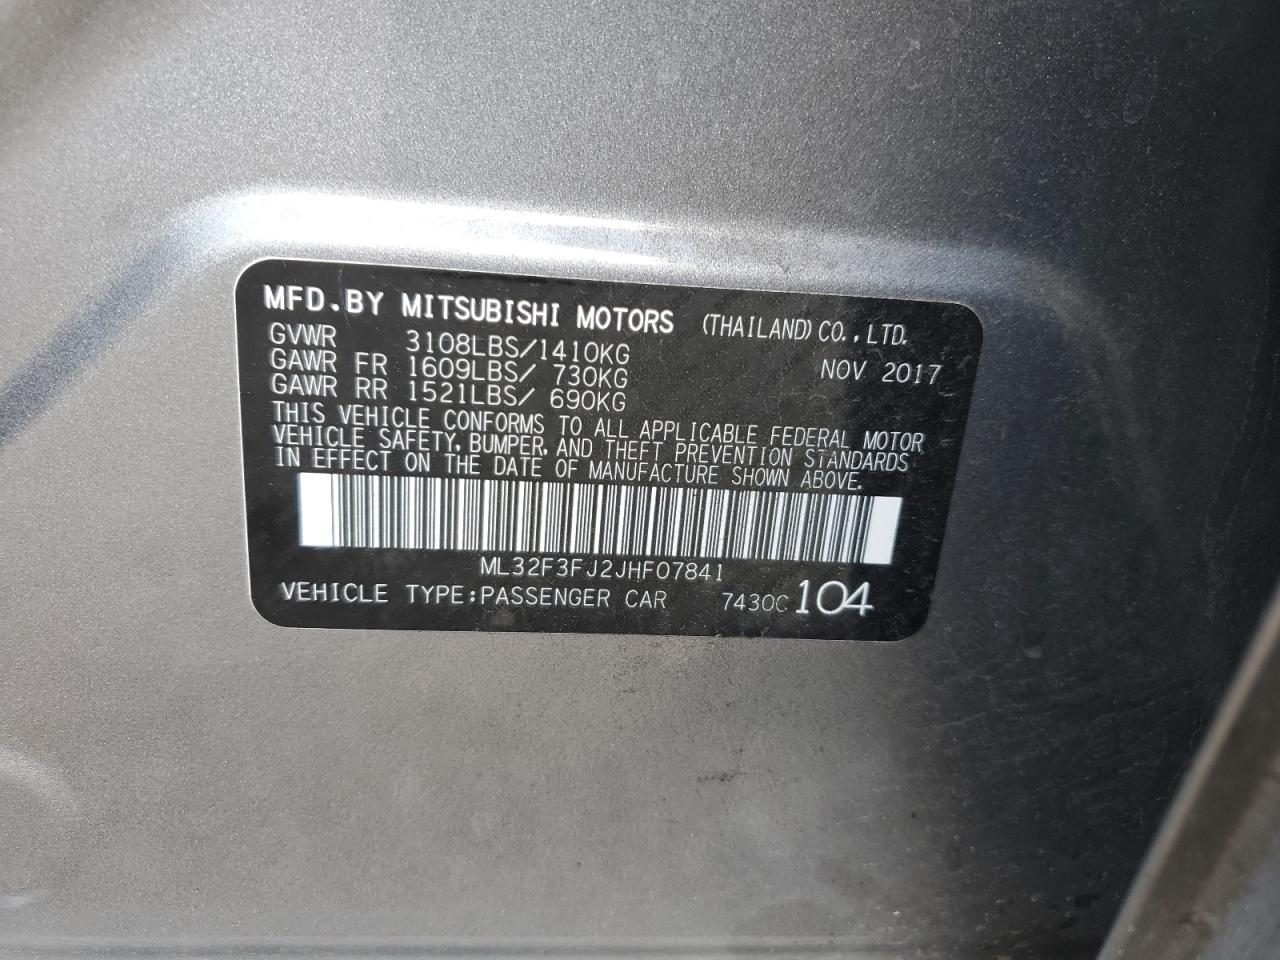 MFD.BY MITSUBISHI MOTORS (THAILAND) CO., LTD.
GVWR 3108LBS/1410KG
GAWR FR 1609LBS/ 730KG NOV 2017
GAWR RR 1521LBS/ 690KG
THIS VEHICLE CONFORMS TO ALL APPLICABLE FEDERAL MOTOR
VEHICLE SAFETY, BUMPER, AND THEFT PREVENTION STANDARDS
IN EFFECT ON THE DATE OF MANUFACTURE SHOWN ABOVE.
ML32F3FJ2JHF07841
VEHICLE TYPE:PASSENGER CAR 7430C 104